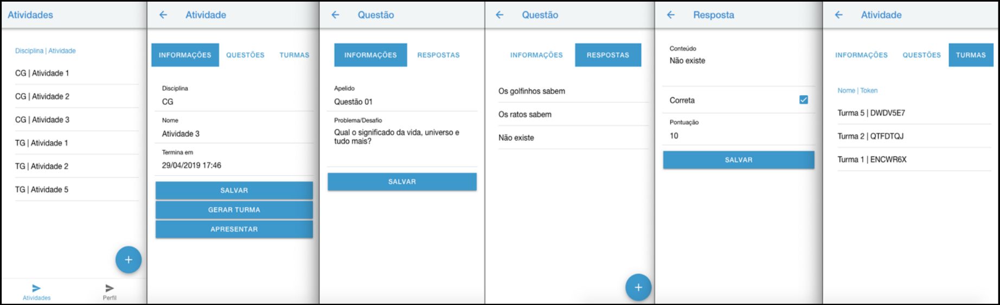 Atividades
Disciplina | Atividade
CG | Atividade 1
CG | Atividade 2
CG | Atividade 3
TG | Atividade 1
TG | Atividade 2
TG | Atividade 5
+
Atividades
Perfil
← Atividade
INFORMAÇÕES
QUESTÕES
TURMAS
Disciplina
CG
Nome
Atividade 3
Termina em
29/04/2019 17:46
SALVAR
GERAR TURMA
APRESENTAR
← Questão
INFORMAÇÕES
RESPOSTAS
Apelido
Questão 01
Problema/Desafio
Qual o significado da vida, universo e
tudo mais?
SALVAR
← Questão
INFORMAÇÕES
RESPOSTAS
Os golfinhos sabem
Os ratos sabem
Não existe
+
← Resposta
Conteúdo
Não existe
Correta
Pontuação
10
SALVAR
← Atividade
INFORMAÇÕES
QUESTÕES
TURMAS
Nome | Token
Turma 5 | DWDV5E7
Turma 2 | QTFDTQJ
Turma 1 | ENCWR6X